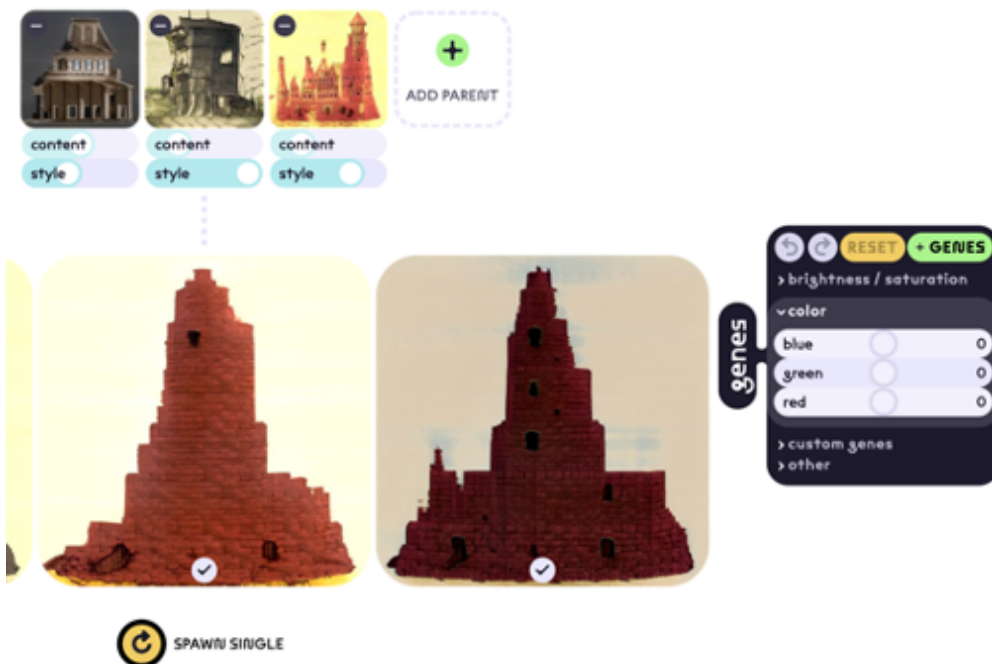 ADD PARENT
content
content
content
style
style
style
RESET
+ GENES
brightness / saturation
color
genes
blue 0
green 0
red 0
custom genes
other
SPAWN SINGLE